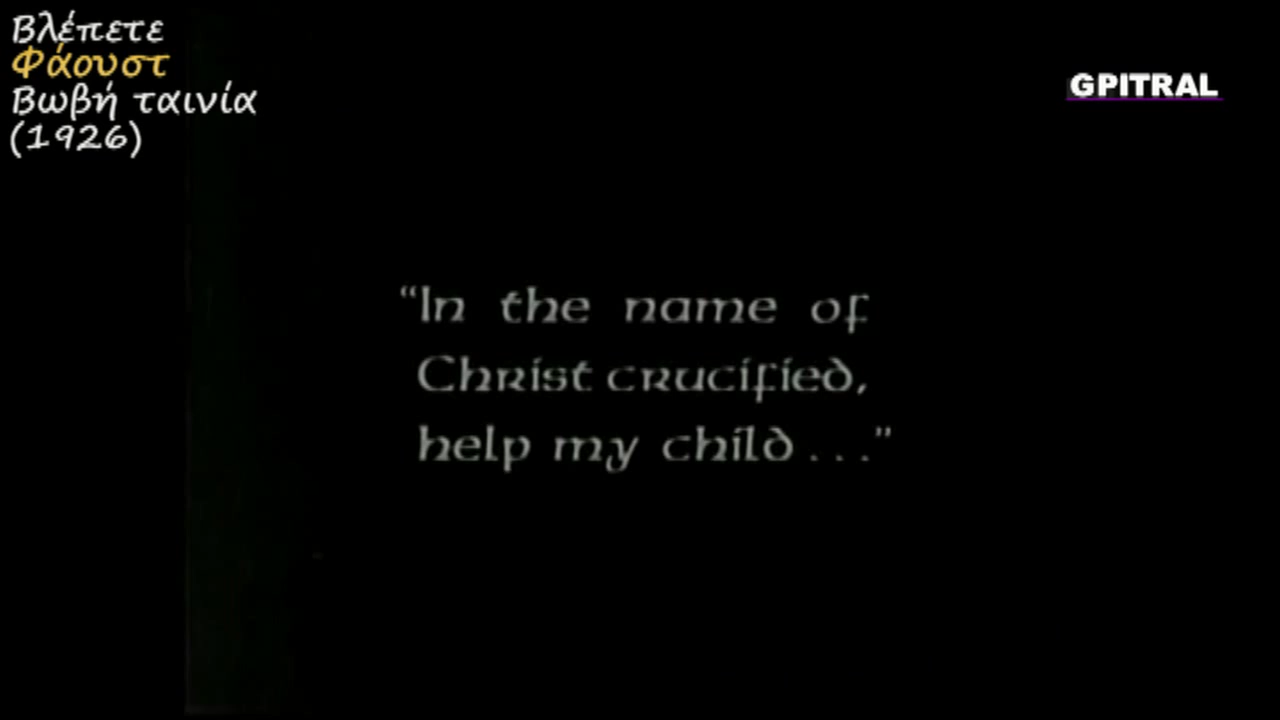 Βλέπετε
Φάουστ
Βωβή ταινία
(1926)
GPITRAL
“In the name of
Christ crucified,
help my child . . .”